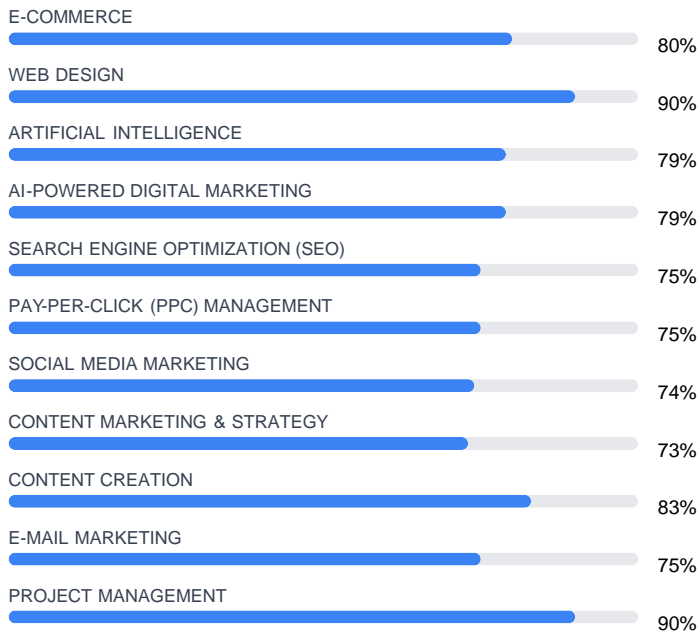 E-COMMERCE
80%
WEB DESIGN
90%
ARTIFICIAL INTELLIGENCE
79%
AI-POWERED DIGITAL MARKETING
79%
SEARCH ENGINE OPTIMIZATION (SEO)
75%
PAY-PER-CLICK (PPC) MANAGEMENT
75%
SOCIAL MEDIA MARKETING
74%
CONTENT MARKETING & STRATEGY
73%
CONTENT CREATION
83%
E-MAIL MARKETING
75%
PROJECT MANAGEMENT
90%